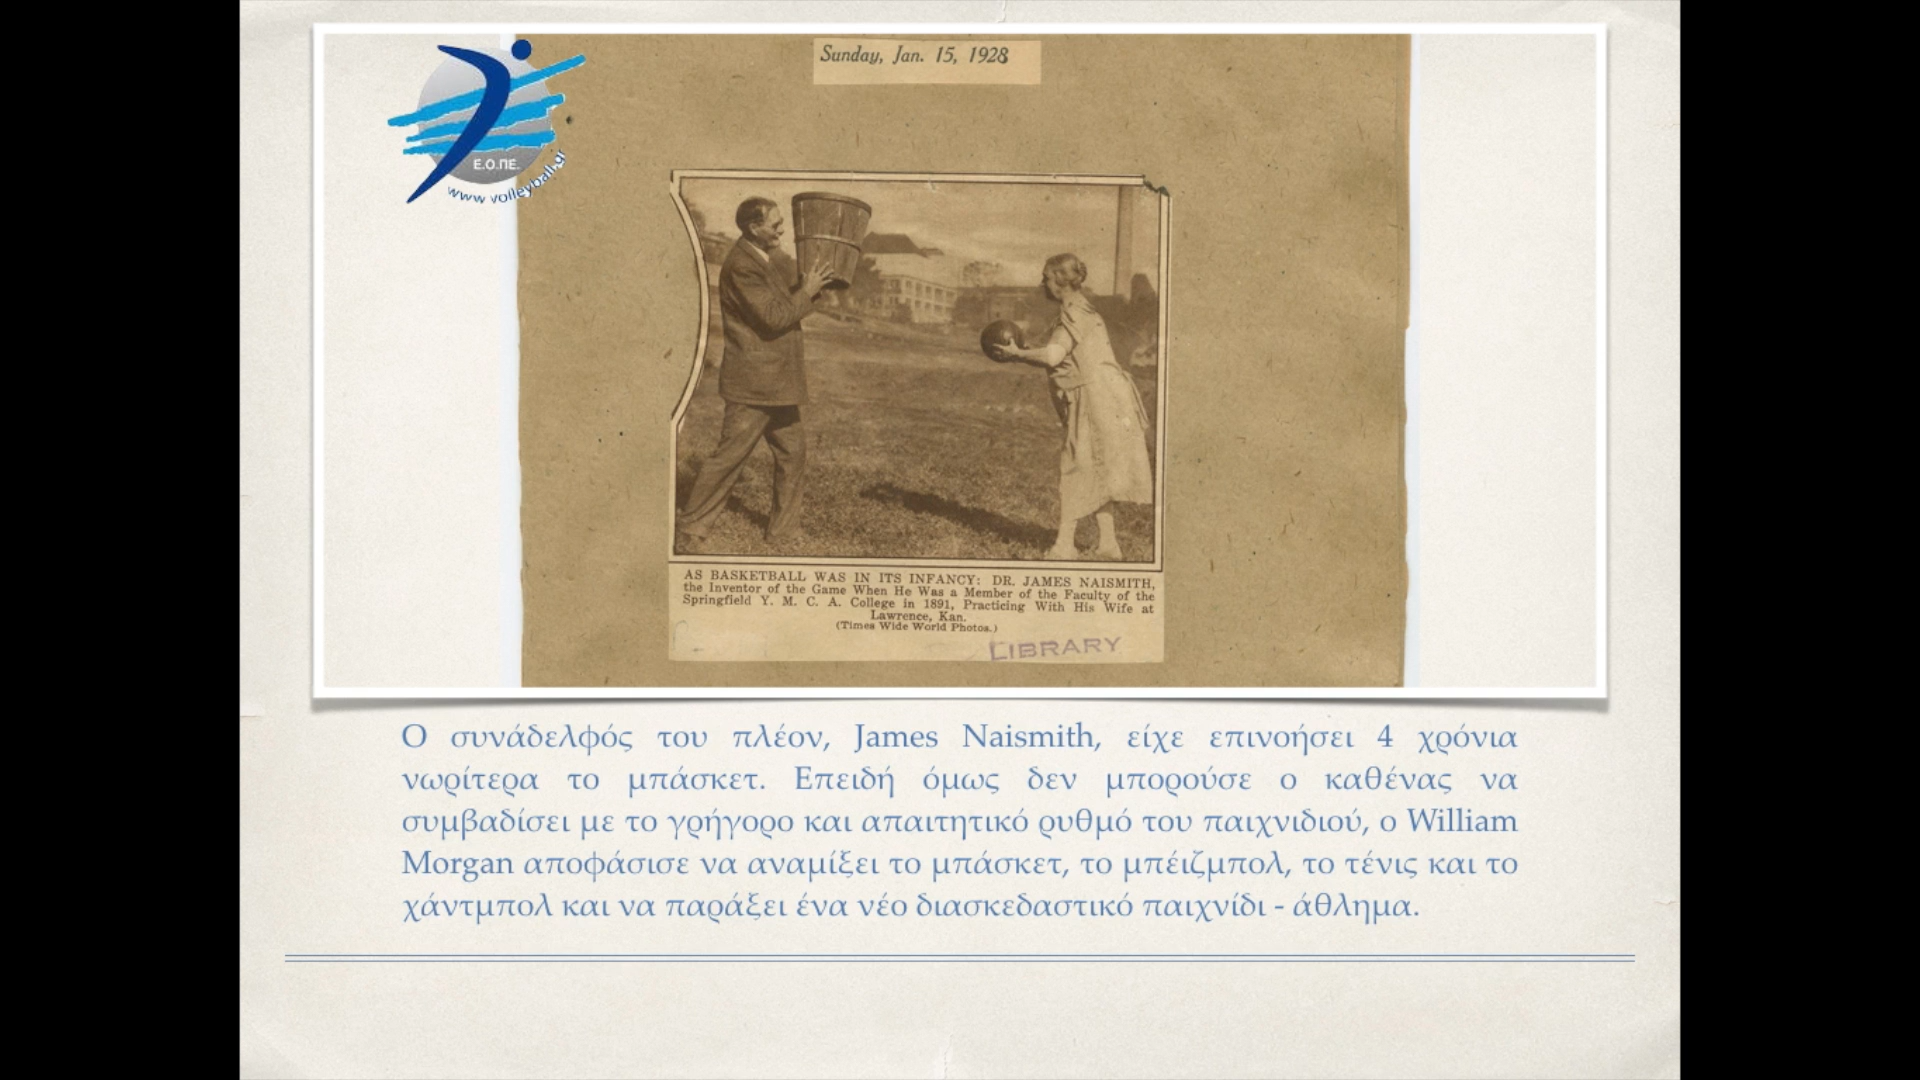 Sunday, Jan. 15, 1928
Ε.Ο.ΠΕ.
www.volleyball.gr
AS BASKETBALL WAS IN ITS INFANCY: DR. JAMES NAISMITH,
the Inventor of the Game When He Was a Member of the Faculty of the
Springfield Y. M. C. A. College in 1891, Practicing With His Wife at
Lawrence, Kan.
(Times Wide World Photos.)
LIBRARY
Ο συνάδελφός του πλέον, James Naismith, είχε επινοήσει 4 χρόνια
νωρίτερα το μπάσκετ. Επειδή όμως δεν μπορούσε ο καθένας να
συμβαδίσει με το γρήγορο και απαιτητικό ρυθμό του παιχνιδιού, ο William
Morgan αποφάσισε να αναμίξει το μπάσκετ, το μπέιζμπολ, το τένις και το
χάντμπολ και να παράξει ένα νέο διασκεδαστικό παιχνίδι - άθλημα.